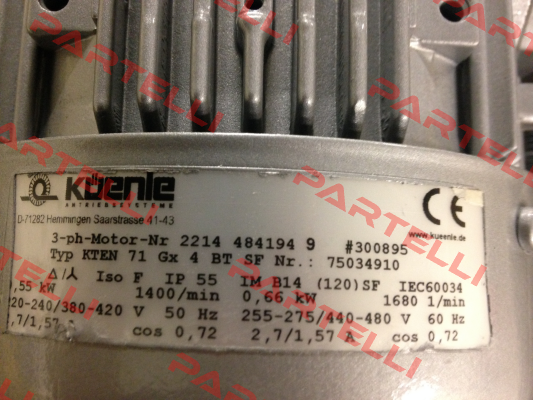 PARTELLI
PARTELLI
PARTELLI
KüEnLE
ANTRIEBSSYSTEME
D-71282 Hemmingen Saarstrasse 41-43
CE
www.kueenle.de
3-ph-Motor-Nr 2214 484194 9 #300895
Typ KTEN 71 Gx 4 BT SF Nr.: 75034910
Δ/⅄ Iso F IP 55 IM B14 (120)SF IEC60034
,55 kW 1400/min 0,66 kW 1680 1/min
20-240/380-420 V 50 Hz 255-275/440-480 V 60 Hz
,7/1,57 A cos 0,72 2,7/1,57 A cos 0,72
PARTELLI
PARTELLI